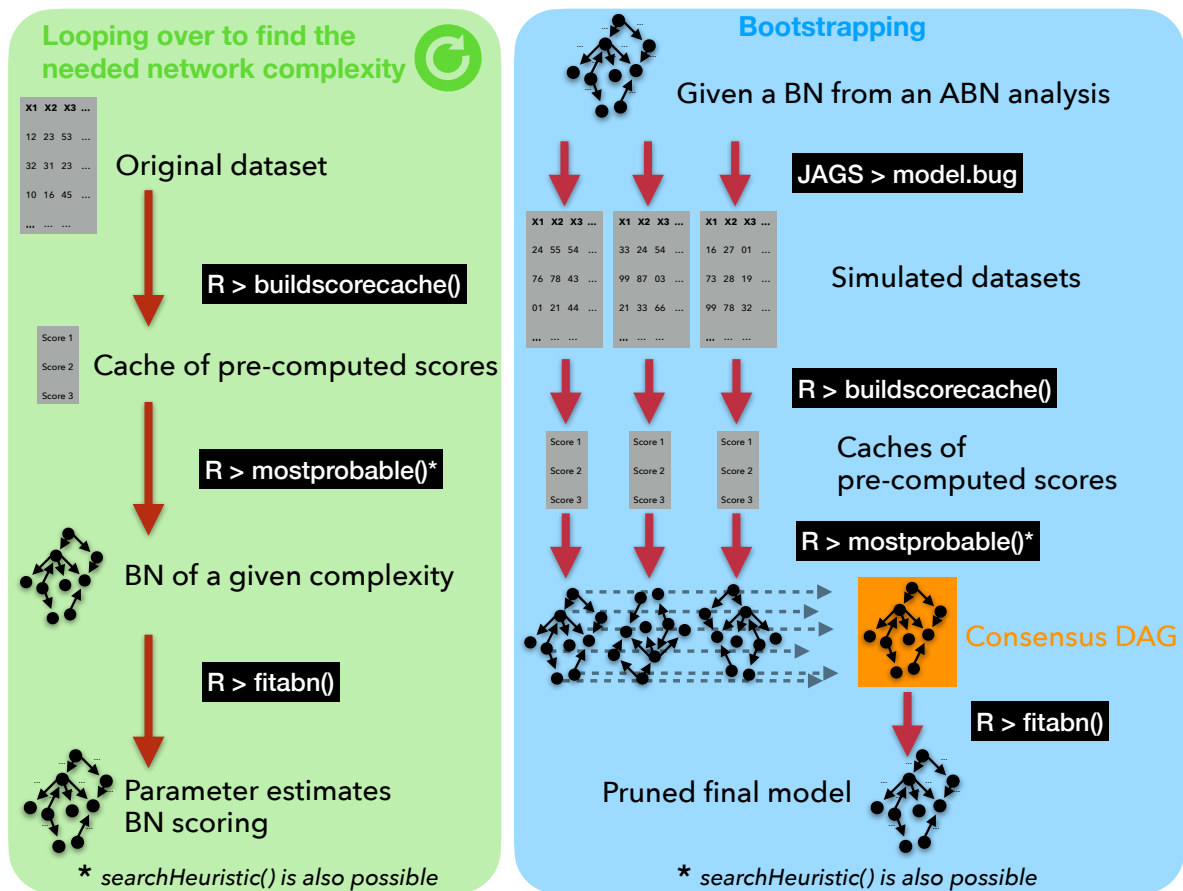 Looping over to find the
needed network complexity
X1 X2 X3 ...
12 23 53 ...
32 31 23 ...
10 16 45 ...
... ... ...
Original dataset
R > buildscorecache()
Score 1
Score 2
Score 3
Cache of pre-computed scores
R > mostprobable()*
BN of a given complexity
R > fitabn()
...
...
...
...
Parameter estimates
BN scoring
* searchHeuristic() is also possible
Bootstrapping
...
...
...
...
Given a BN from an ABN analysis
JAGS > model.bug
X1 X2 X3 ...
24 55 54 ...
76 78 43 ...
01 21 44 ...
... ... ...
X1 X2 X3 ...
33 24 54 ...
99 87 03 ...
21 33 66 ...
... ... ...
X1 X2 X3 ...
16 27 01 ...
73 28 19 ...
99 78 32 ...
... ... ...
Simulated datasets
R > buildscorecache()
Score 1
Score 2
Score 3
Score 1
Score 2
Score 3
Score 1
Score 2
Score 3
Caches of
pre-computed scores
R > mostprobable()*
Consensus DAG
R > fitabn()
Pruned final model
...
...
...
...
* searchHeuristic() is also possible